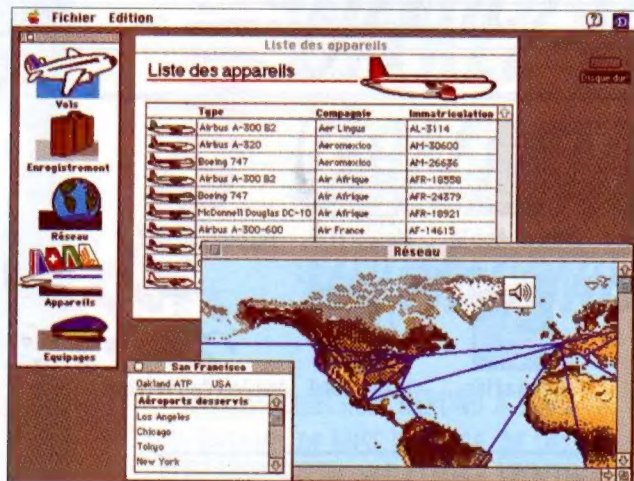 Fichier Edition
Liste des appareils
Disque dur
Liste des appareils
Vols
Enregistrement
Réseau
Appareils
Equipages
Type Compagnie Immatriculation
Airbus A-300 B2 Aer Lingus AL-3114
Airbus A-320 Aeromexico AM-30600
Boeing 747 Aeromexico AM-26636
Airbus A-300 B2 Air Afrique AFR-18558
Boeing 747 Air Afrique AFR-24379
McDonnell Douglas DC-10 Air Afrique AFR-18921
Airbus A-300-600 Air France AF-14615
Réseau
San Francisco
Oakland ATP USA
Aéroports desservis
Los Angeles
Chicago
Tokyo
New York